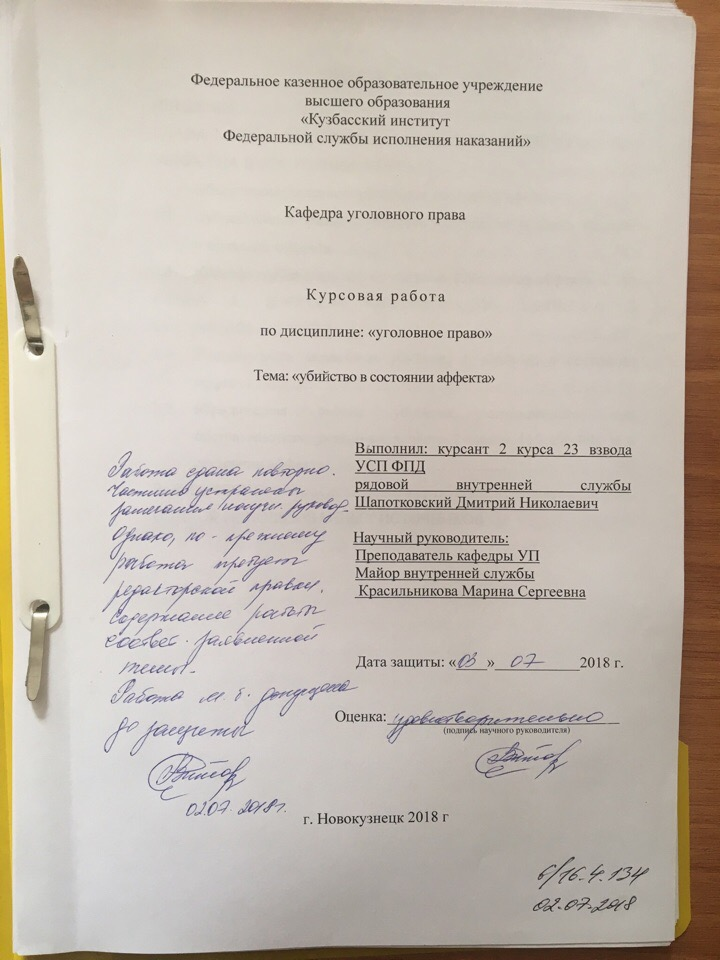 Федеральное казенное образовательное учреждение
высшего образования
«Кузбасский институт
Федеральной службы исполнения наказаний»
Кафедра уголовного права
Курсовая работа
по дисциплине: «уголовное право»
Тема: «убийство в состоянии аффекта»
Выполнил: курсант 2 курса 23 взвода
УСП ФПД
рядовой внутренней службы
Шапотковский Дмитрий Николаевич
Научный руководитель:
Преподаватель кафедры УП
Майор внутренней службы
Красильникова Марина Сергеевна
Работа сдана повторно.
Частично устранены
замечания научн. руковод.
Однако, по-прежнему
работа требует
редакторской правки.
Содержание работы
соответ. заявленной
теме.
Работа м. б. допущена
до защиты
02.07.2018г.
Дата защиты: «03» 07 2018 г.
Оценка: удовлетворительно
(подпись научного руководителя)
г. Новокузнецк 2018 г
б/16.4.134
02.07.2018